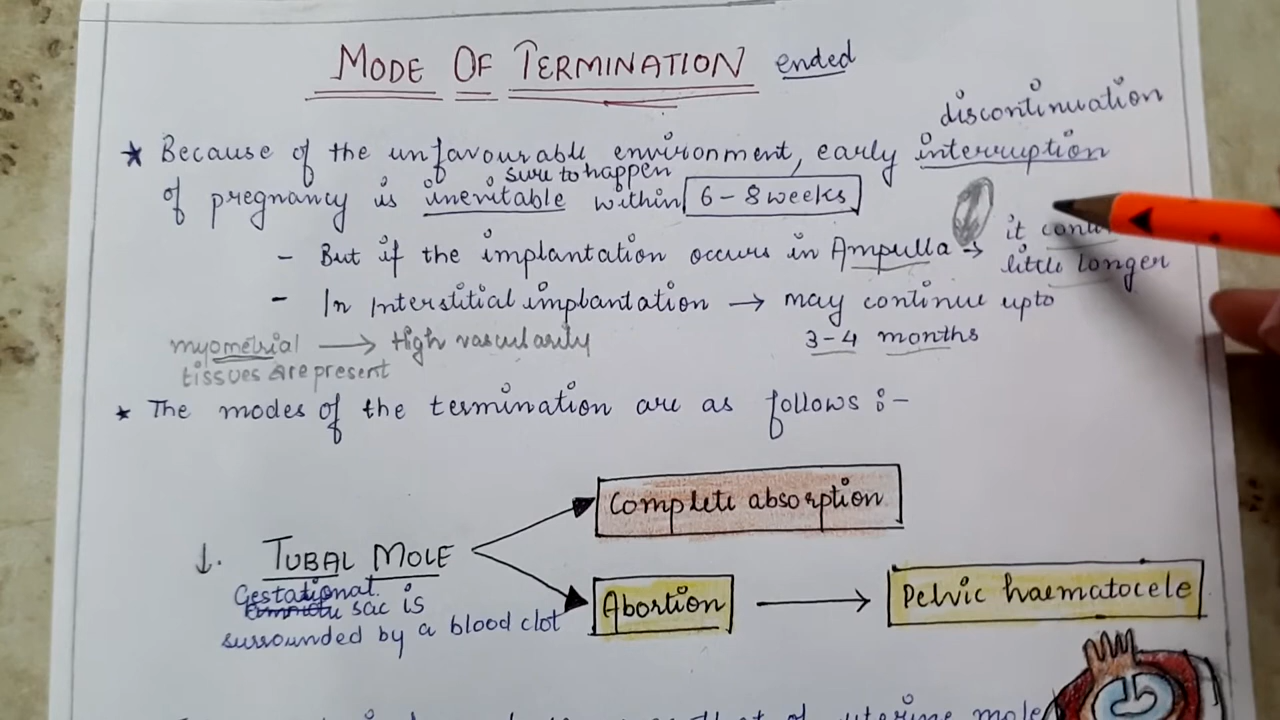 MODE OF TERMINATION ended
discontinuation
★ Because of the unfavourable environment, early interruption
sure to happen
of pregnancy is inevitable within 6-8 weeks
- But if the implantation occurs in Ampulla → it
little longer
- In Interstitial implantation → may continue upto
3-4 months
myometrial → High vascularity
tissues are present
* The modes of the termination are as follows :-
Complete absorption
↓. TUBAL MOLE
Gestational
sac is
surrounded by a blood clot
Abortion → Pelvic haematocele
of uterine mole